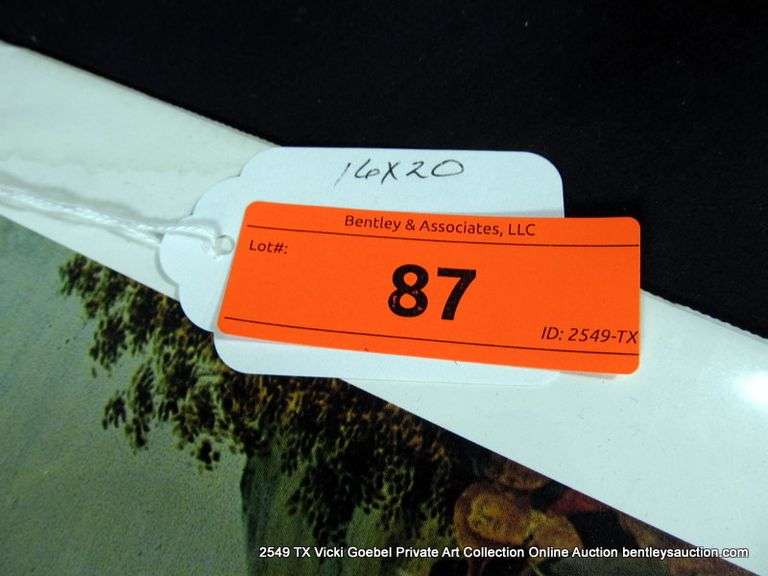 16X20
Bentley & Associates, LLC
Lot#:
87
ID: 2549-TX
2549 TX Vicki Goebel Private Art Collection Online Auction bentleysauction.com